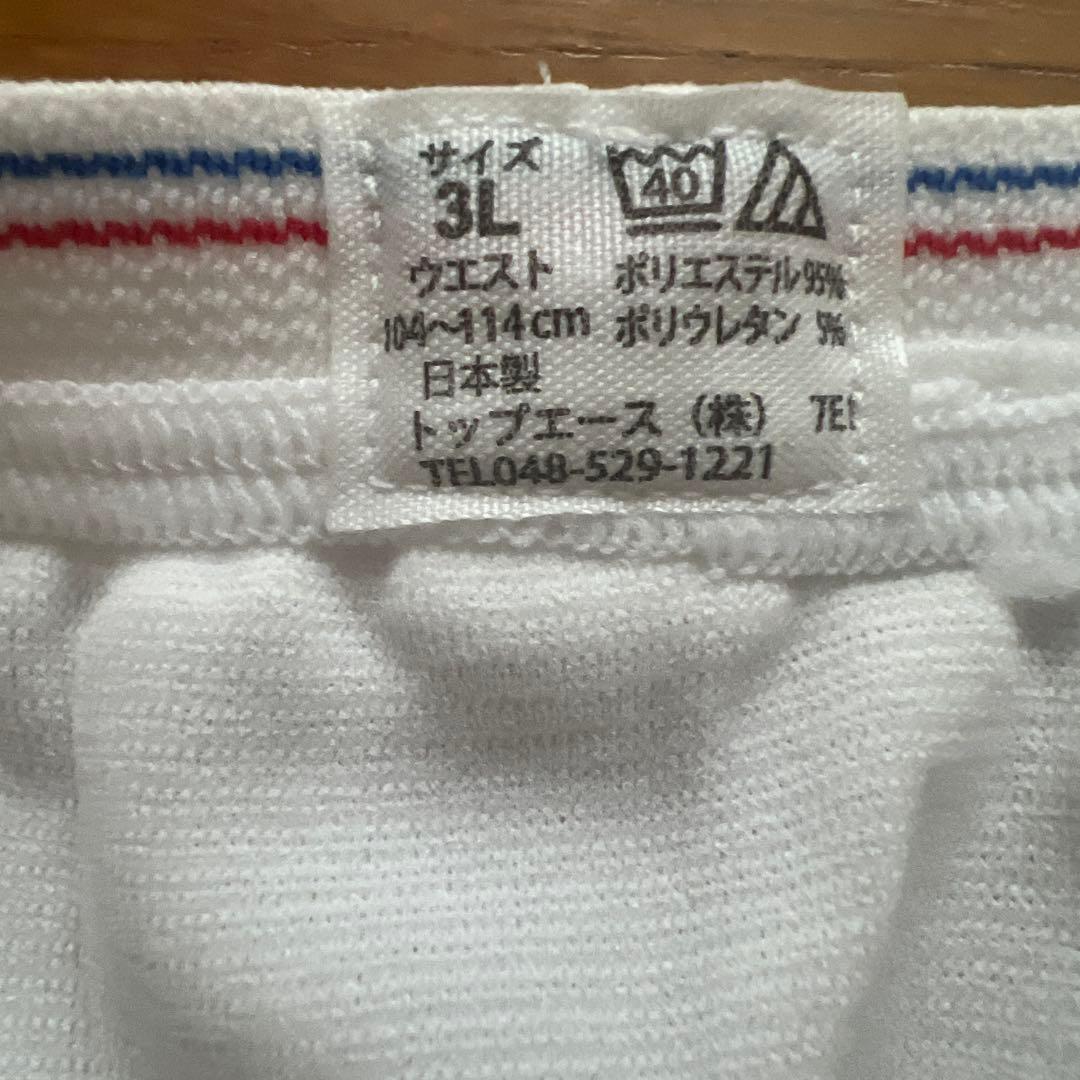 サイズ
3L
ウエスト
104～114cm
日本製
40
ポリエステル95%
ポリウレタン 5%
トップエース（株） TEL
TEL048-529-1221